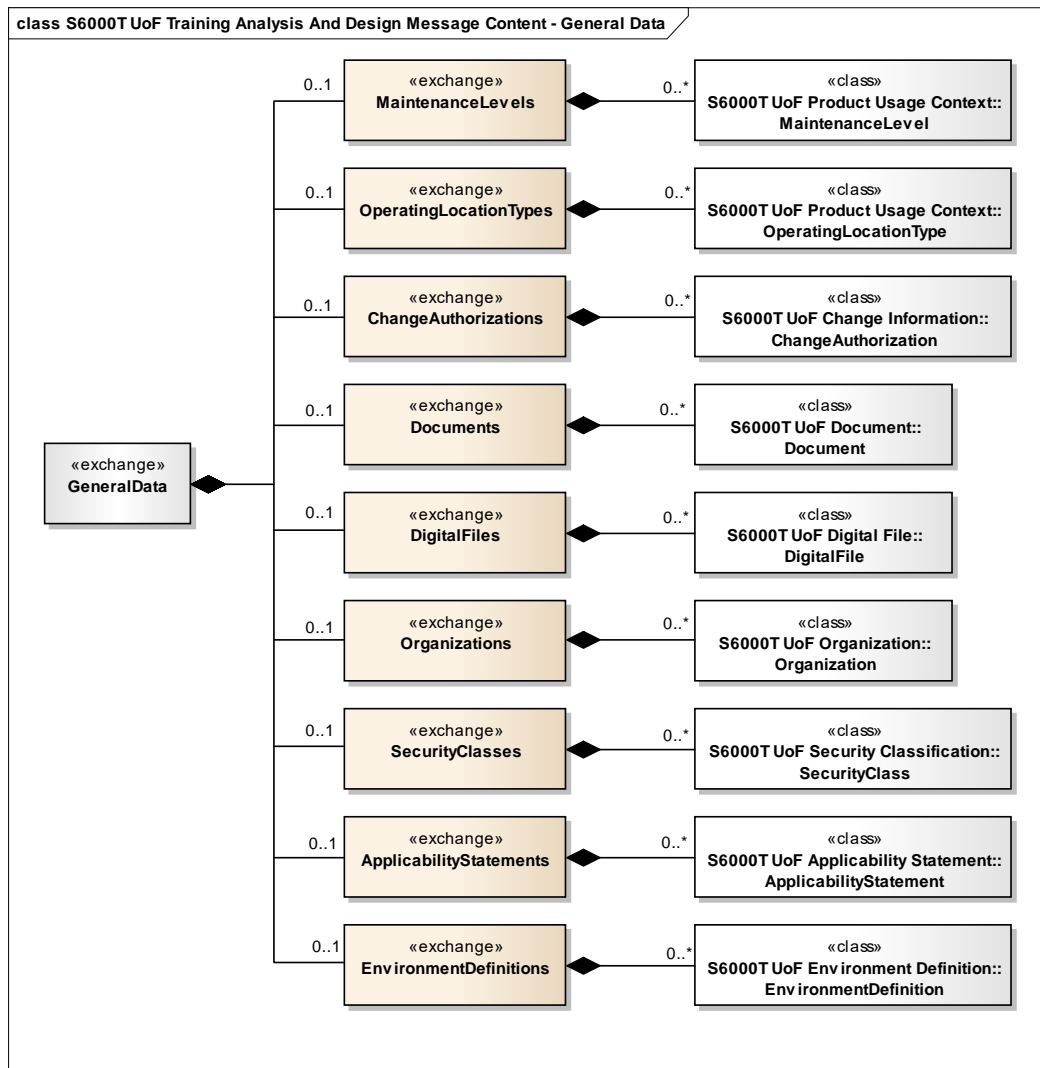 class S6000T UoF Training Analysis And Design Message Content - General Data
0..1
«exchange»
MaintenanceLevels
0..*
«class»
S6000T UoF Product Usage Context::
MaintenanceLevel
0..1
«exchange»
OperatingLocationTypes
0..*
«class»
S6000T UoF Product Usage Context::
OperatingLocationType
0..1
«exchange»
ChangeAuthorizations
0..*
«class»
S6000T UoF Change Information::
ChangeAuthorization
0..1
«exchange»
Documents
0..*
«class»
S6000T UoF Document::
Document
«exchange»
GeneralData
0..1
«exchange»
DigitalFiles
0..*
«class»
S6000T UoF Digital File::
DigitalFile
0..1
«exchange»
Organizations
0..*
«class»
S6000T UoF Organization::
Organization
0..1
«exchange»
SecurityClasses
0..*
«class»
S6000T UoF Security Classification::
SecurityClass
0..1
«exchange»
ApplicabilityStatements
0..*
«class»
S6000T UoF Applicability Statement::
ApplicabilityStatement
0..1
«exchange»
EnvironmentDefinitions
0..*
«class»
S6000T UoF Environment Definition::
EnvironmentDefinition